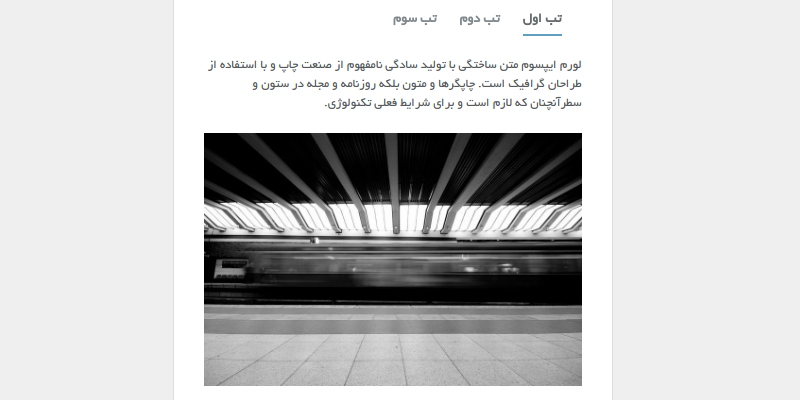 تب اول تب دوم تب سوم
لورم ایپسوم متن ساختگی با تولید سادگی نامفهوم از صنعت چاپ و با استفاده از
طراحان گرافیک است. چاپگرها و متون بلکه روزنامه و مجله در ستون و
سطرآنچنان که لازم است و برای شرایط فعلی تکنولوژی.